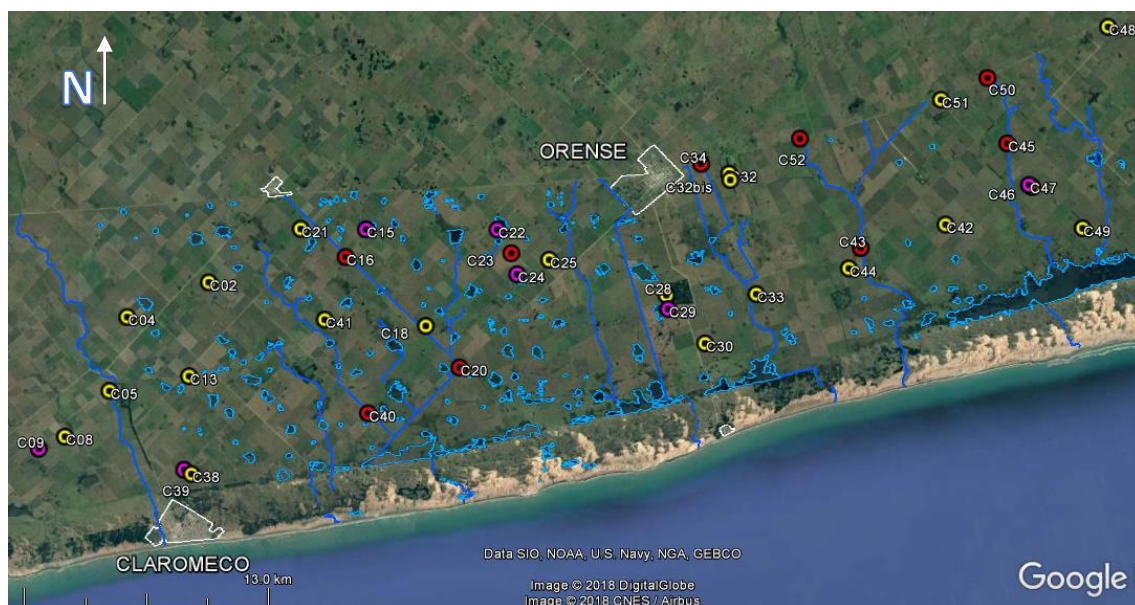 N
C48
C50
C51
ORENSE
C34
C52
C45
C32
C32bis
C46
C47
C21
C15
C22
C42
C49
C16
C23
C43
C24
C25
C44
C02
C28
C33
C04
C41
C18
C29
C30
C13
C20
C05
C40
C09
C08
C38
C39
CLAROMECO
13.0 km
Data SIO, NOAA, U.S. Navy, NGA, GEBCO
Image © 2018 DigitalGlobe
Image © 2018 CNES / Airbus
Google